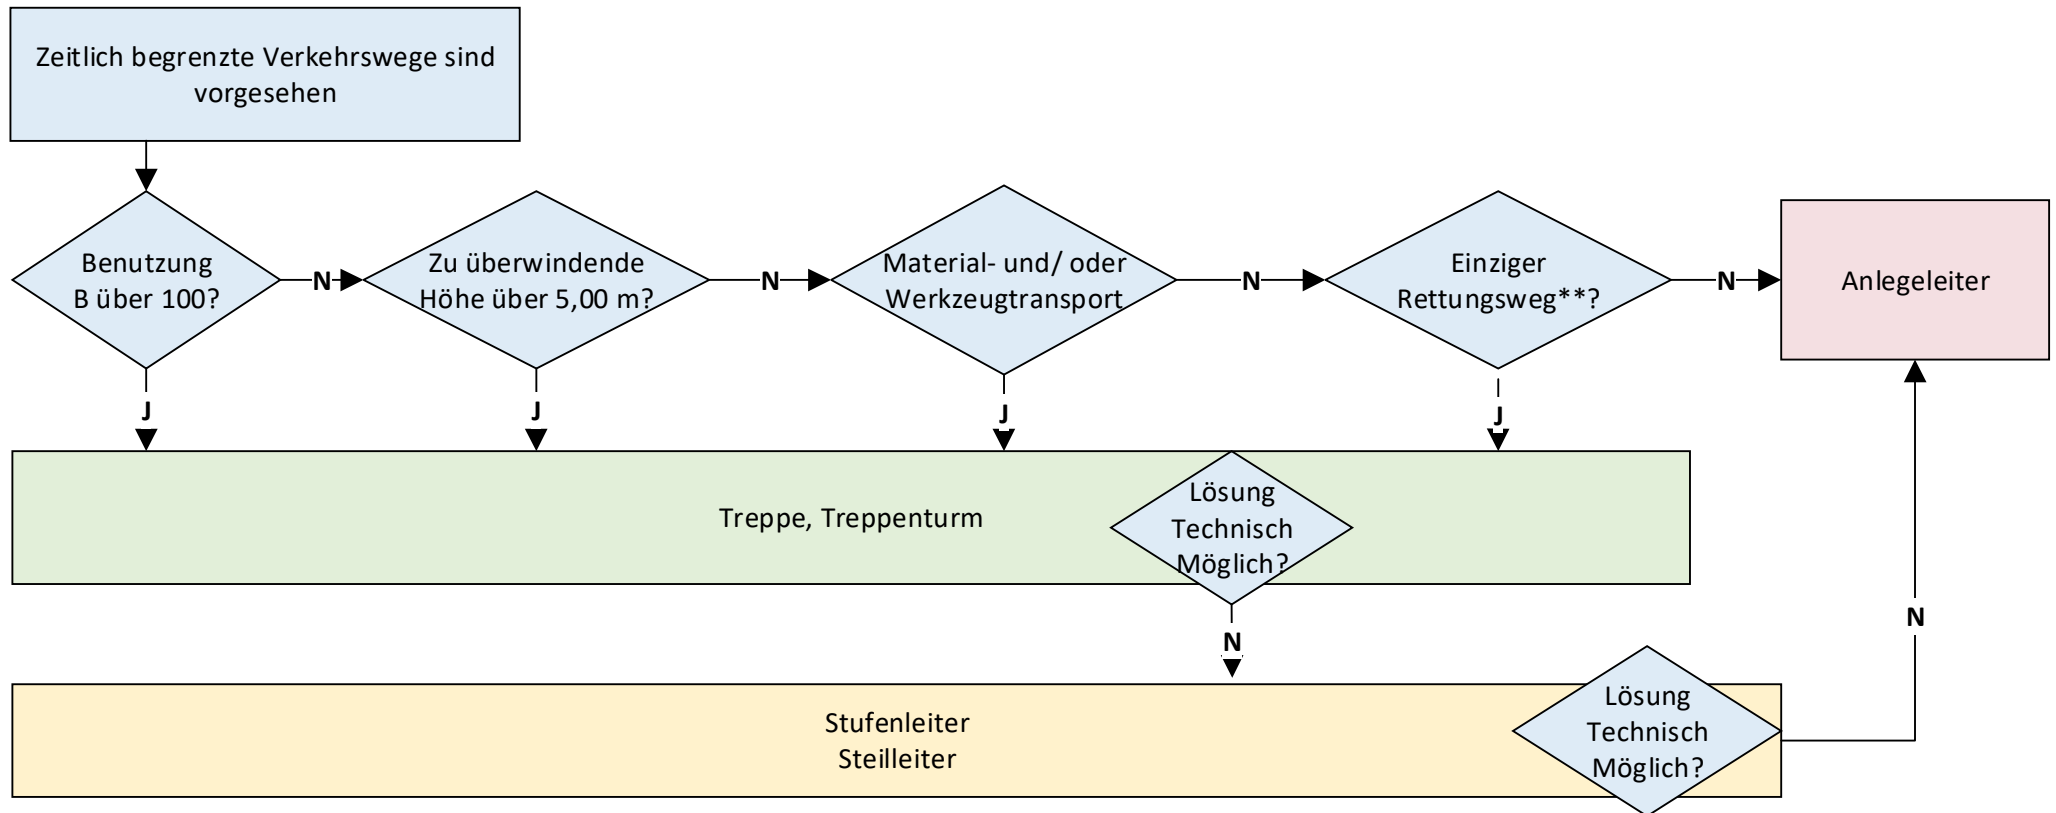 Zeitlich begrenzte Verkehrswege sind
vorgesehen
Benutzung
B über 100?
N
Zu überwindende
Höhe über 5,00 m?
N
Material- und/ oder
Werkzeugtransport
N
Einziger
Rettungsweg**?
N
Anlegeleiter
J
J
J
J
Treppe, Treppenturm
Lösung
Technisch
Möglich?
N
N
Stufenleiter
Steilleiter
Lösung
Technisch
Möglich?